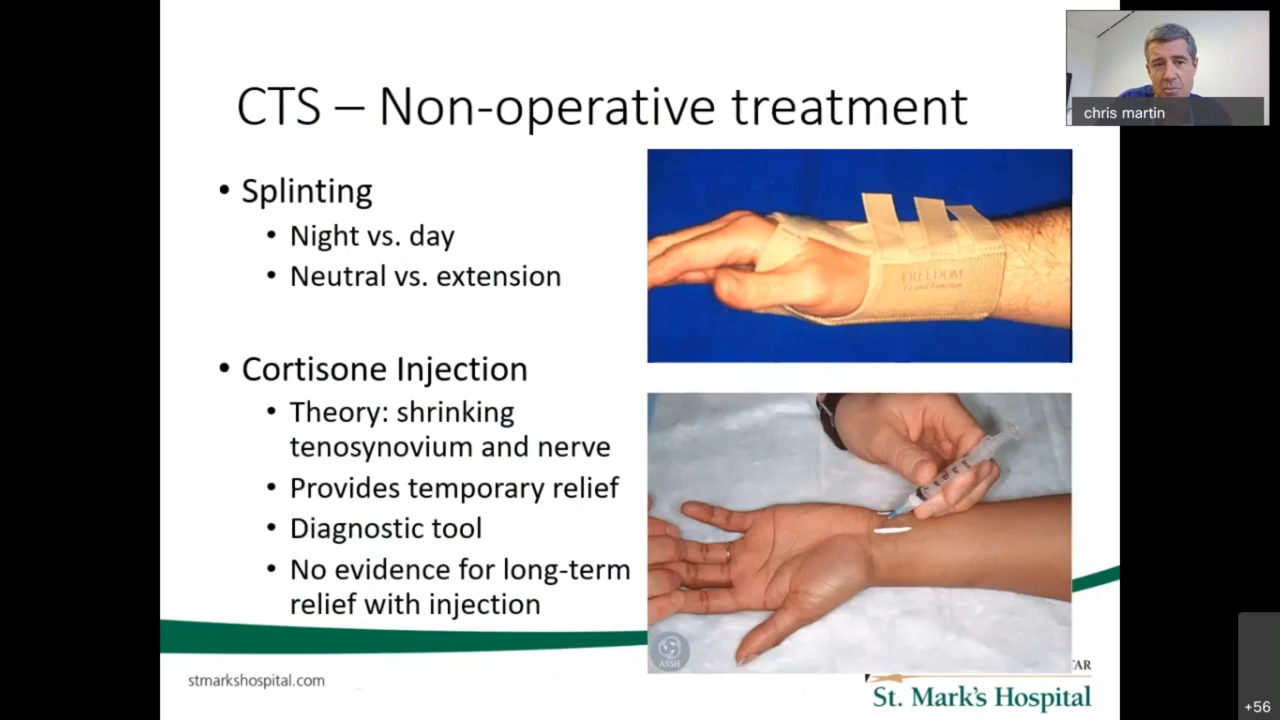 CTS – Non-operative treatment
chris martin
• Splinting
• Night vs. day
• Neutral vs. extension
FREEDOM
• Cortisone Injection
• Theory: shrinking
tenosynovium and nerve
• Provides temporary relief
• Diagnostic tool
• No evidence for long-term
relief with injection
ASSH
stmarkshospital.com
TAR
St. Mark's Hospital
+56